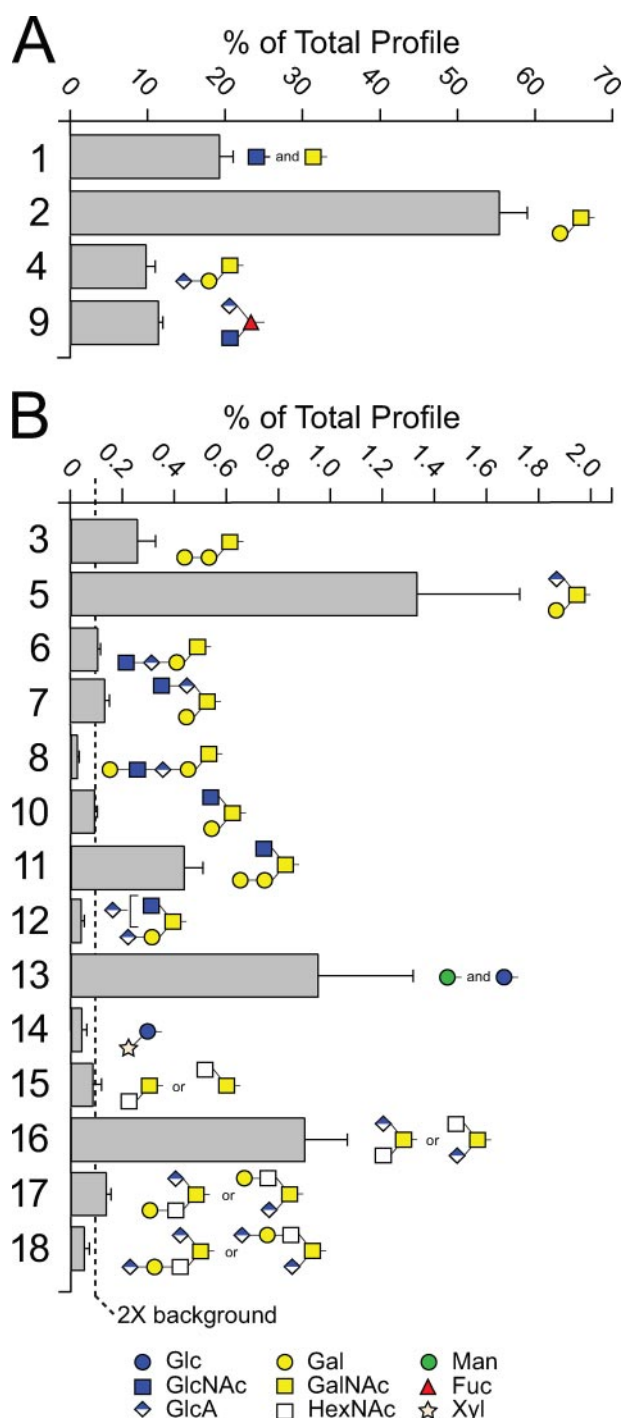 A
% of Total Profile
0 10 20 30 40 50 60 70
1 and
2
4
9
B
% of Total Profile
0 0.2 0.4 0.6 0.8 1.0 1.2 1.4 1.6 1.8 2.0
3
5
6
7
8
10
11
12
13 and
14
15 or
16 or
17 or
18 or
2X background
Glc Gal Man
GlcNAc GalNAc Fuc
GlcA HexNAc Xyl